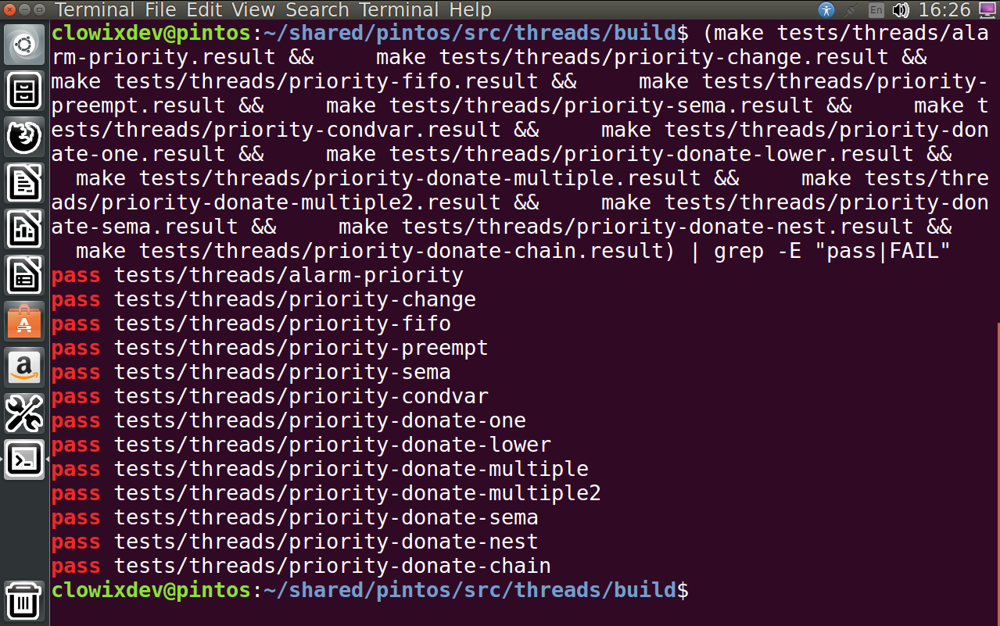 Terminal File Edit View Search Terminal Help En 16:26
clowixdev@pintos:~/shared/pintos/src/threads/build$ (make tests/threads/ala
rm-priority.result &&     make tests/threads/priority-change.result &&
make tests/threads/priority-fifo.result &&     make tests/threads/priority-
preempt.result &&     make tests/threads/priority-sema.result &&     make t
ests/threads/priority-condvar.result &&     make tests/threads/priority-don
ate-one.result &&     make tests/threads/priority-donate-lower.result &&
  make tests/threads/priority-donate-multiple.result &&     make tests/thre
ads/priority-donate-multiple2.result &&     make tests/threads/priority-don
ate-sema.result &&     make tests/threads/priority-donate-nest.result &&
  make tests/threads/priority-donate-chain.result) | grep -E "pass|FAIL"
pass tests/threads/alarm-priority
pass tests/threads/priority-change
pass tests/threads/priority-fifo
pass tests/threads/priority-preempt
pass tests/threads/priority-sema
pass tests/threads/priority-condvar
pass tests/threads/priority-donate-one
pass tests/threads/priority-donate-lower
pass tests/threads/priority-donate-multiple
pass tests/threads/priority-donate-multiple2
pass tests/threads/priority-donate-sema
pass tests/threads/priority-donate-nest
pass tests/threads/priority-donate-chain
clowixdev@pintos:~/shared/pintos/src/threads/build$